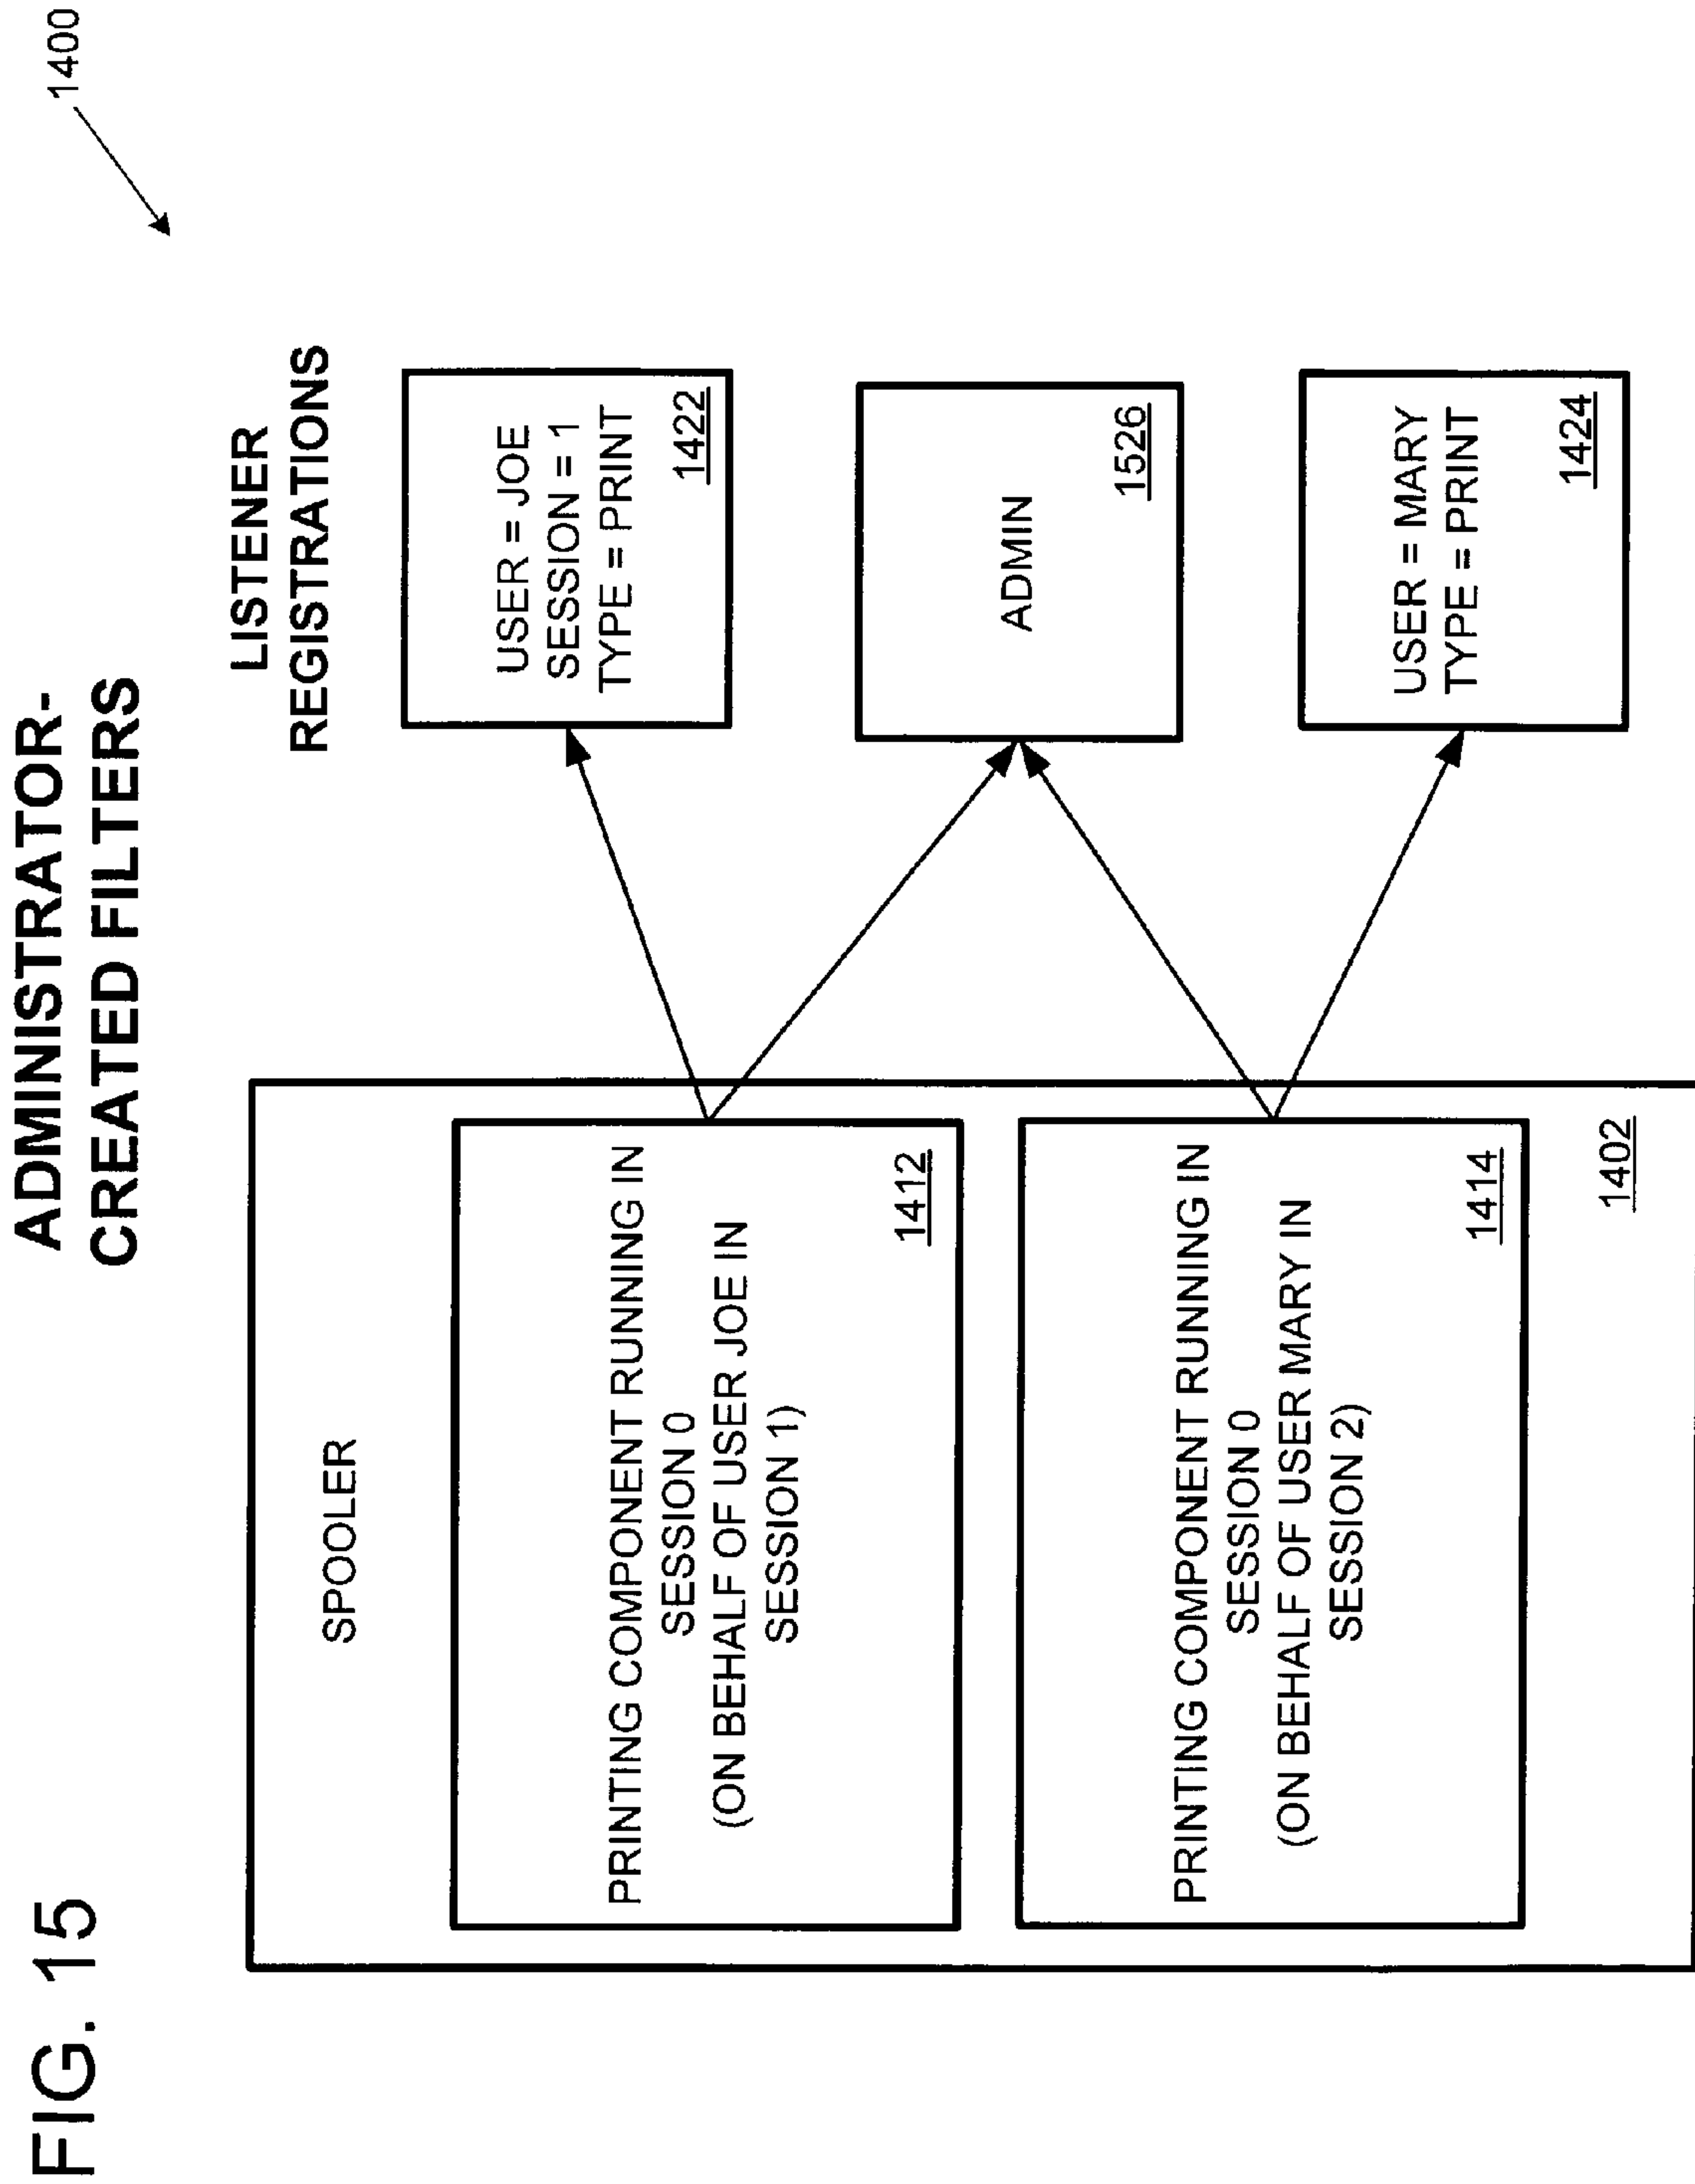 FIG. 15
ADMINISTRATOR-
CREATED FILTERS
1400
LISTENER
REGISTRATIONS
SPOOLER
PRINTING COMPONENT RUNNING IN
SESSION 0
(ON BEHALF OF USER JOE IN
SESSION 1)
1412
PRINTING COMPONENT RUNNING IN
SESSION 0
(ON BEHALF OF USER MARY IN
SESSION 2)
1414
1402
USER = JOE
SESSION = 1
TYPE = PRINT
1422
ADMIN
1526
USER = MARY
TYPE = PRINT
1424